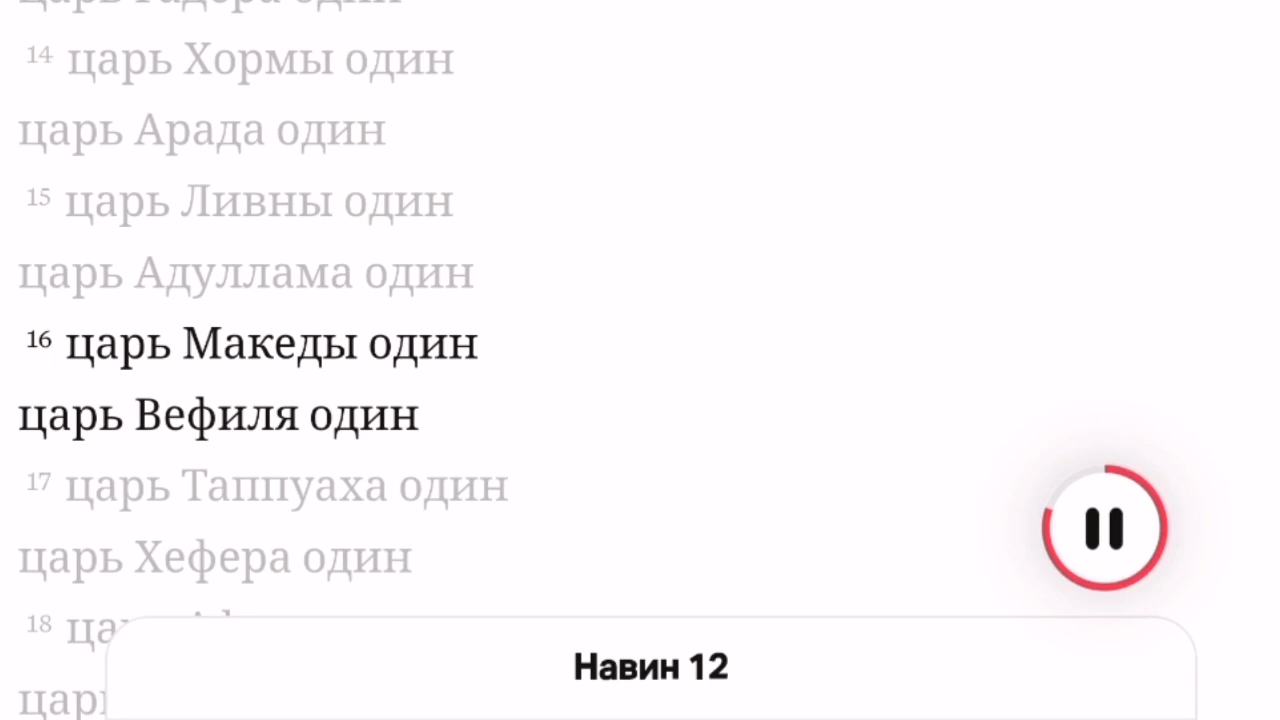 14 царь Хормы один
царь Арада один
15 царь Ливны один
царь Адуллама один
16 царь Македы один
царь Вефиля один
17 царь Таппуаха один
царь Хефера один
18
Навин 12